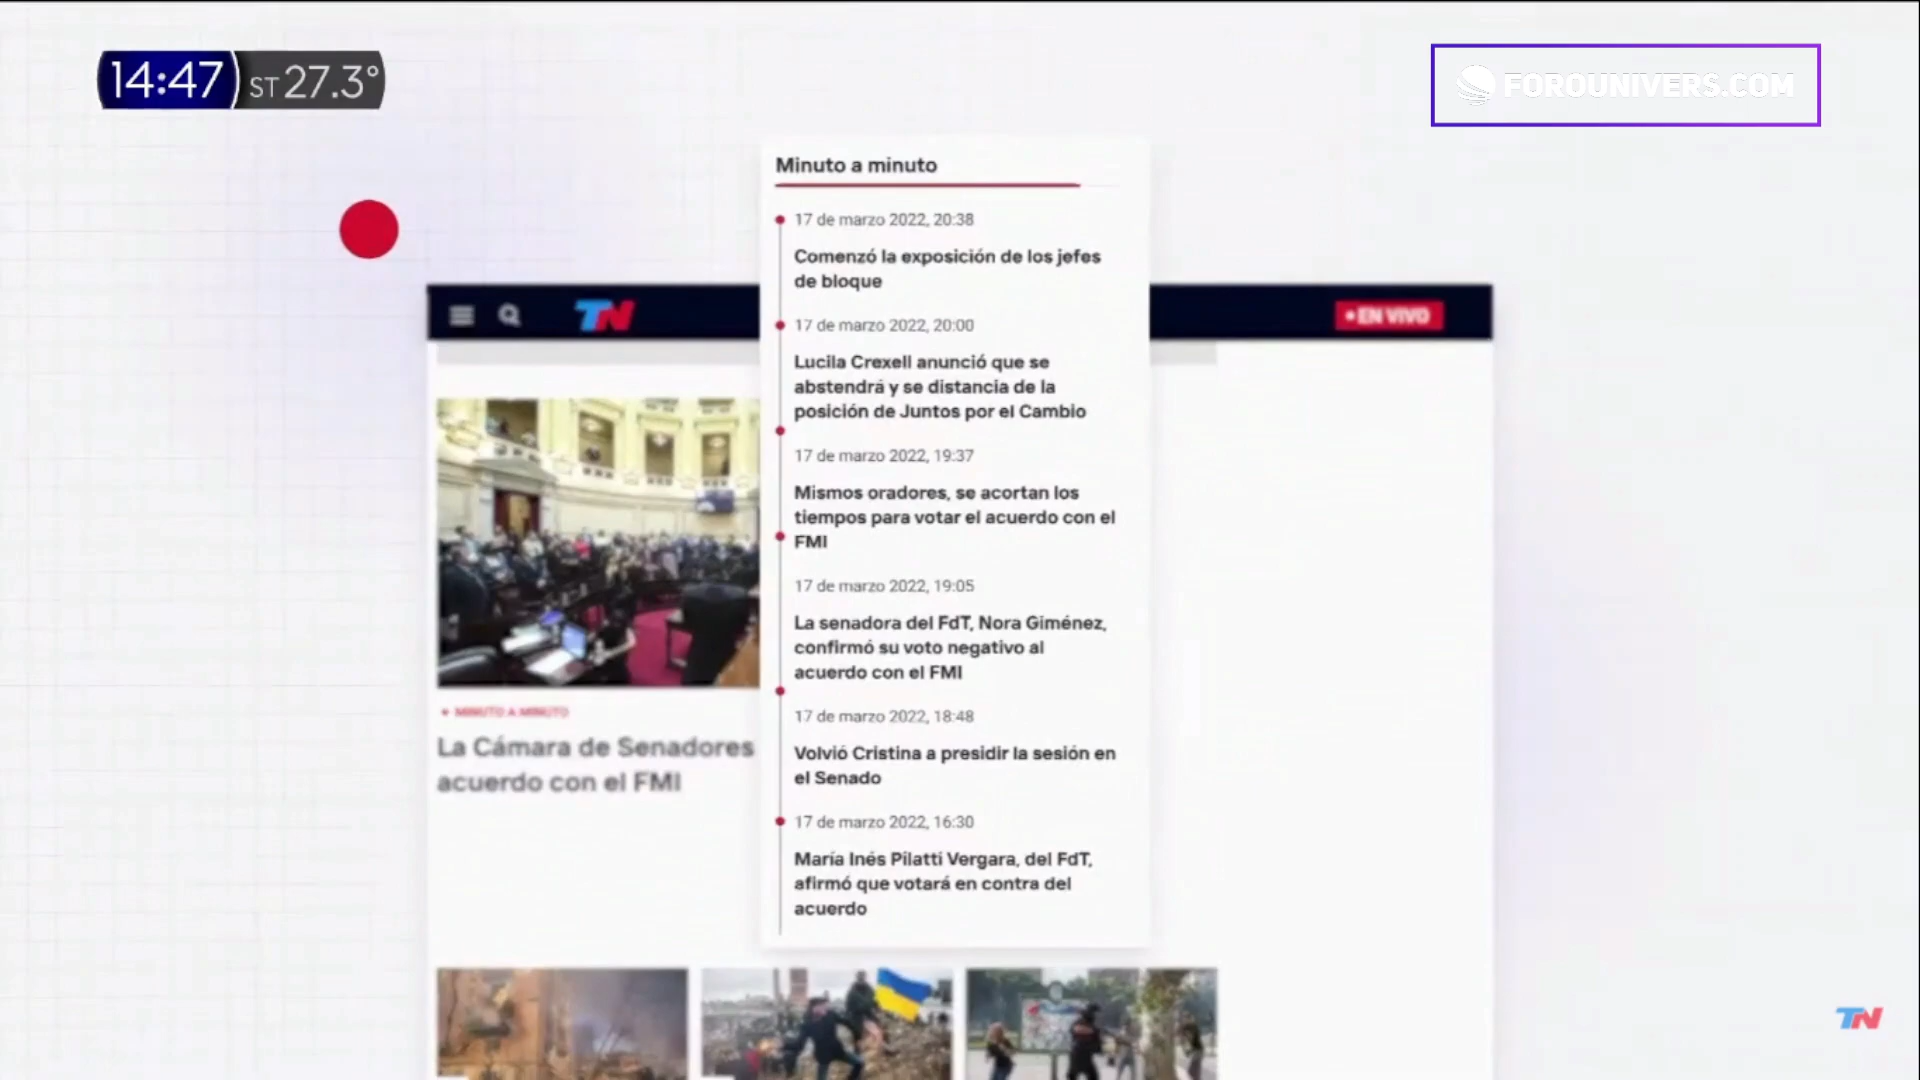 14:47 ST 27.3°
FOROUNIVERS.COM
Minuto a minuto
17 de marzo 2022, 20:38
Comenzó la exposición de los jefes
de bloque
TN
• EN VIVO
17 de marzo 2022, 20:00
Lucila Crexell anunció que se
abstendrá y se distancia de la
posición de Juntos por el Cambio
17 de marzo 2022, 19:37
Mismos oradores, se acortan los
tiempos para votar el acuerdo con el
FMI
17 de marzo 2022, 19:05
La senadora del FdT, Nora Giménez,
confirmó su voto negativo al
acuerdo con el FMI
• MINUTO A MINUTO
La Cámara de Senadores
acuerdo con el FMI
17 de marzo 2022, 18:48
Volvió Cristina a presidir la sesión en
el Senado
17 de marzo 2022, 16:30
María Inés Pilatti Vergara, del FdT,
afirmó que votará en contra del
acuerdo
TN